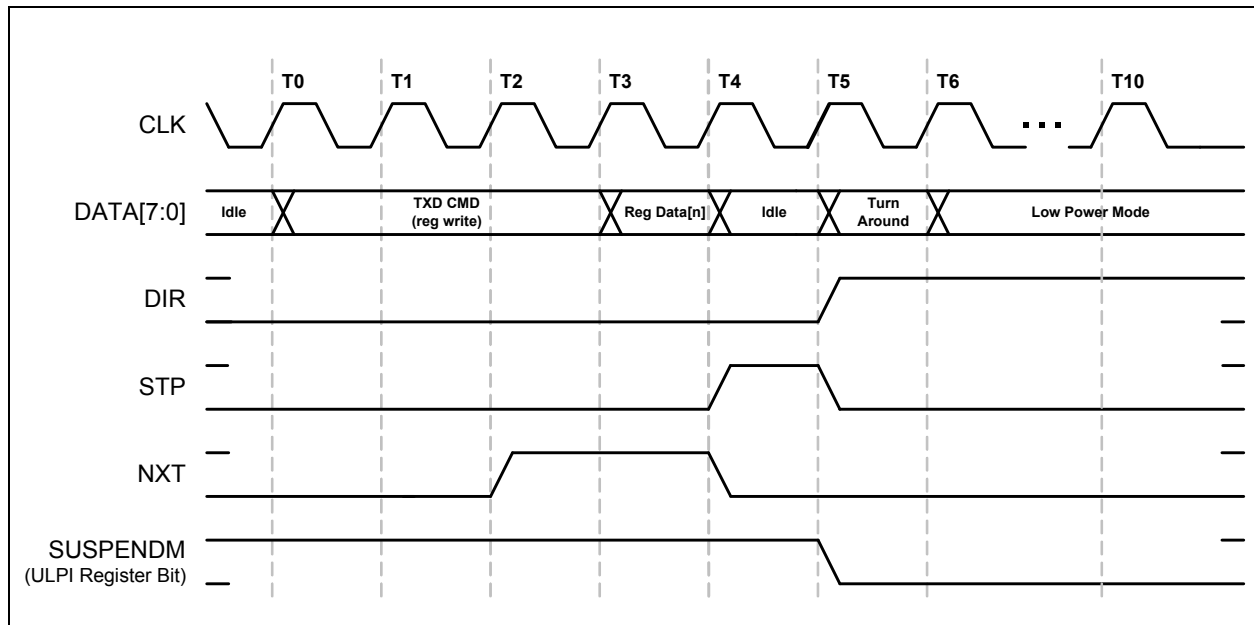 T0 T1 T2 T3 T4 T5 T6 T10
CLK ...
DATA[7:0] Idle TXD CMD Reg Data[n] Idle Turn Low Power Mode
(reg write) Around
DIR
STP
NXT
SUSPENDM
(ULPI Register Bit)